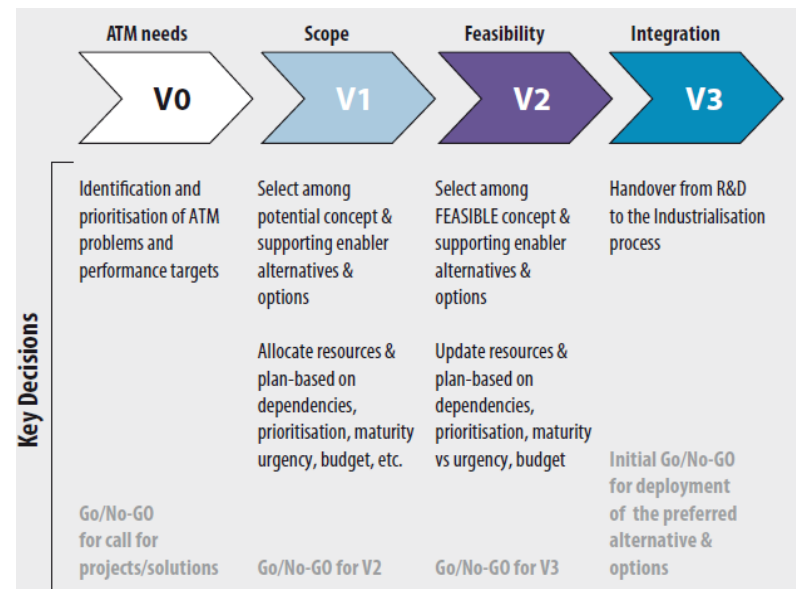 ATM needs
Scope
Feasibility
Integration
V0
V1
V2
V3
Key Decisions
Identification and
prioritisation of ATM
problems and
performance targets
Go/No-GO
for call for
projects/solutions
Select among
potential concept &
supporting enabler
alternatives &
options
Allocate resources &
plan-based on
dependencies,
prioritisation, maturity
urgency, budget, etc.
Go/No-GO for V2
Select among
FEASIBLE concept &
supporting enabler
alternatives &
options
Update resources &
plan-based on
dependencies,
prioritisation, maturity
vs urgency, budget
Go/No-GO for V3
Handover from R&D
to the Industrialisation
process
Initial Go/No-GO
for deployment
of the preferred
alternative &
options